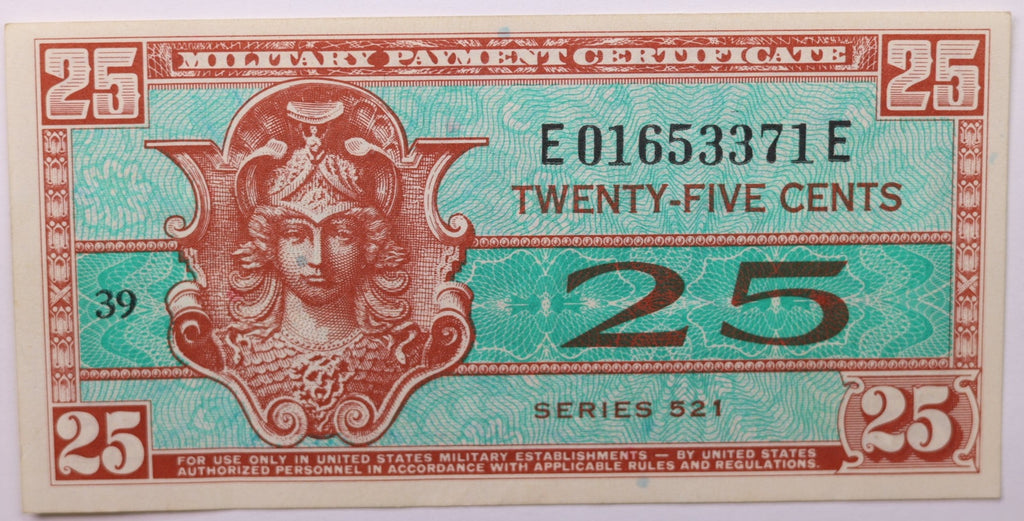 25 MILITARY PAYMENT CERTIFICATE 25
E01653371E
TWENTY-FIVE CENTS
39
25
SERIES 521
25
25
FOR USE ONLY IN UNITED STATES MILITARY ESTABLISHMENTS — BY UNITED STATES
AUTHORIZED PERSONNEL IN ACCORDANCE WITH APPLICABLE RULES AND REGULATIONS.